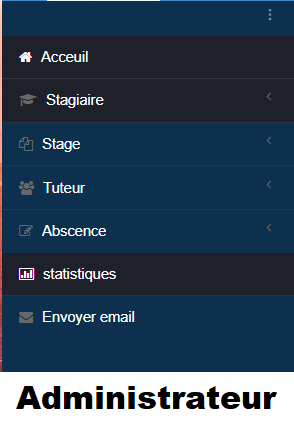 Acceuil
Stagiaire
Stage
Tuteur
Abscence
statistiques
Envoyer email
Administrateur